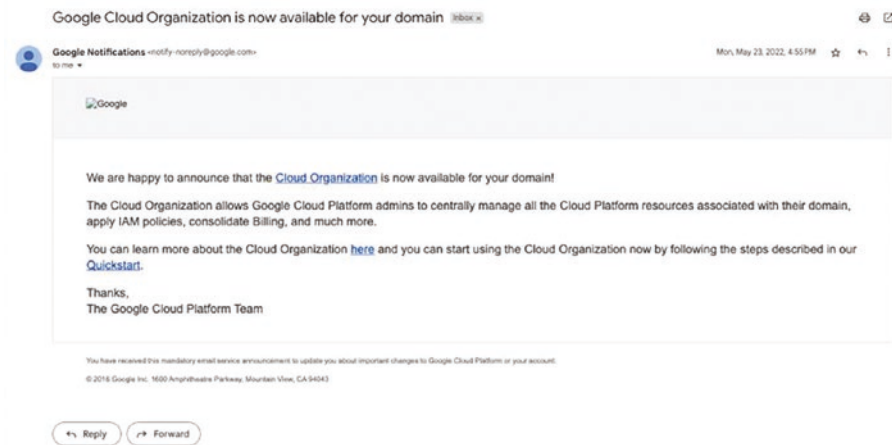 Google Cloud Organization is now available for your domain Inbox x
Google Notifications <notify-noreply@google.com>
Mon, May 23, 2022, 4:55 PM
to me
Google
We are happy to announce that the Cloud Organization is now available for your domain!
The Cloud Organization allows Google Cloud Platform admins to centrally manage all the Cloud Platform resources associated with their domain,
apply IAM policies, consolidate Billing, and much more.
You can learn more about the Cloud Organization here and you can start using the Cloud Organization now by following the steps described in our
Quickstart.
Thanks,
The Google Cloud Platform Team
You have received this mandatory email service announcement to update you about important changes to Google Cloud Platform or your account.
© 2016 Google Inc. 1600 Amphitheatre Parkway, Mountain View, CA 94043
Reply
Forward